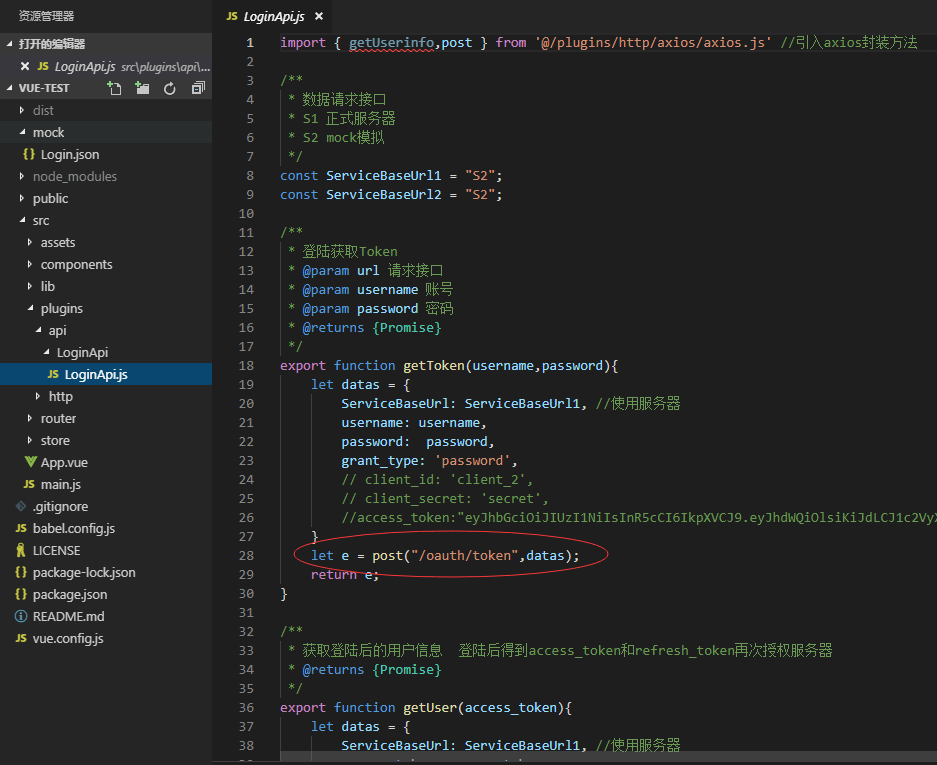 资源管理器
打开的编辑器
JS LoginApi.js src\plugins\api\...
VUE-TEST
dist
mock
{} Login.json
node_modules
public
src
assets
components
lib
plugins
api
LoginApi
JS LoginApi.js
http
router
store
App.vue
JS main.js
.gitignore
JS babel.config.js
LICENSE
{} package-lock.json
{} package.json
README.md
JS vue.config.js
JS LoginApi.js
1 import { getUserinfo,post } from '@/plugins/http/axios/axios.js' //引入axios封装方法
2
3 /**
4 * 数据请求接口
5 * S1 正式服务器
6 * S2 mock模拟
7 */
8 const ServiceBaseUrl1 = "S2";
9 const ServiceBaseUrl2 = "S2";
10
11 /**
12 * 登陆获取Token
13 * @param url 请求接口
14 * @param username 账号
15 * @param password 密码
16 * @returns {Promise}
17 */
18 export function getToken(username,password){
19 let datas = {
20 ServiceBaseUrl: ServiceBaseUrl1, //使用服务器
21 username: username,
22 password: password,
23 grant_type: 'password',
24 // client_id: 'client_2',
25 // client_secret: 'secret',
26 //access_token:"eyJhbGciOiJIUzI1NiIsInR5cCI6IkpXVCJ9.eyJhdWQiOlsiKiJdLCJ1c2VyX
27 }
28 let e = post("/oauth/token",datas);
29 return e;
30 }
31
32 /**
33 * 获取登陆后的用户信息 登陆后得到access_token和refresh_token再次授权服务器
34 * @returns {Promise}
35 */
36 export function getUser(access_token){
37 let datas = {
38 ServiceBaseUrl: ServiceBaseUrl1, //使用服务器